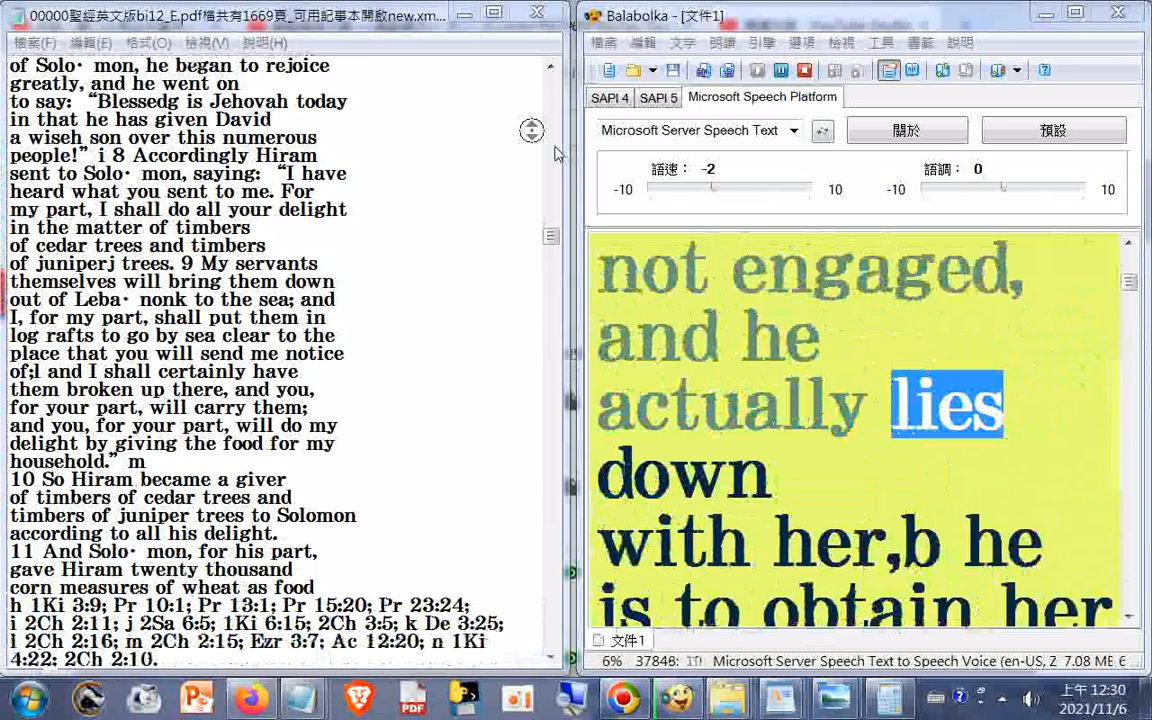 00000聖經英文版bi12_E.pdf檔共有1669頁_可用記事本開啟new.xm...
檔案(F) 編輯(E) 格式(O) 檢視(V) 說明(H)
of Solo· mon, he began to rejoice
greatly, and he went on
to say: “Blessedg is Jehovah today
in that he has given David
a wiseh son over this numerous
people!” i 8 Accordingly Hiram
sent to Solo· mon, saying: “I have
heard what you sent to me. For
my part, I shall do all your delight
in the matter of timbers
of cedar trees and timbers
of juniperj trees. 9 My servants
themselves will bring them down
out of Leba· nonk to the sea; and
I, for my part, shall put them in
log rafts to go by sea clear to the
place that you will send me notice
of;l and I shall certainly have
them broken up there, and you,
for your part, will carry them;
and you, for your part, will do my
delight by giving the food for my
household.” m
10 So Hiram became a giver
of timbers of cedar trees and
timbers of juniper trees to Solomon
according to all his delight.
11 And Solo· mon, for his part,
gave Hiram twenty thousand
corn measures of wheat as food
h 1Ki 3:9; Pr 10:1; Pr 13:1; Pr 15:20; Pr 23:24;
i 2Ch 2:11; j 2Sa 6:5; 1Ki 6:15; 2Ch 3:5; k De 3:25;
l 2Ch 2:16; m 2Ch 2:15; Ezr 3:7; Ac 12:20; n 1Ki
4:22; 2Ch 2:10.
Balabolka - [文件1]
檔案 編輯 文字 朗讀 引擎 選項 檢視 工具 書籤 說明
SAPI 4 SAPI 5 Microsoft Speech Platform
Microsoft Server Speech Text 關於 預設
語速： -2 語調： 0
-10 10 -10 10
not engaged,
and he
actually lies
down
with her,b he
is to obtain her
文件1
6% 37848: Microsoft Server Speech Text to Speech Voice (en-US, Z 7.08 MB 6
PDF
上午 12:30
2021/11/6